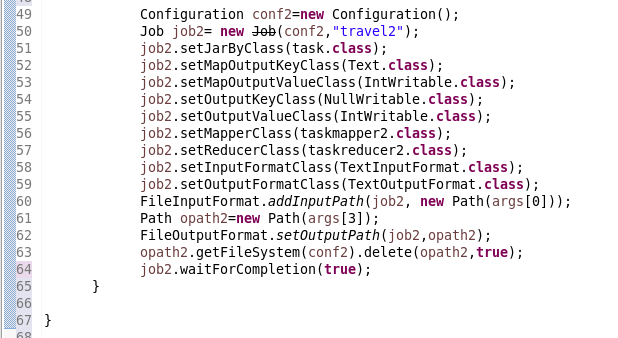 49 Configuration conf2=new Configuration();
50 Job job2= new Job(conf2,"travel2");
51 job2.setJarByClass(task.class);
52 job2.setMapOutputKeyClass(Text.class);
53 job2.setMapOutputValueClass(IntWritable.class);
54 job2.setOutputKeyClass(NullWritable.class);
55 job2.setOutputValueClass(IntWritable.class);
56 job2.setMapperClass(taskmapper2.class);
57 job2.setReducerClass(taskreducer2.class);
58 job2.setInputFormatClass(TextInputFormat.class);
59 job2.setOutputFormatClass(TextOutputFormat.class);
60 FileInputFormat.addInputPath(job2, new Path(args[0]));
61 Path opath2=new Path(args[3]);
62 FileOutputFormat.setOutputPath(job2,opath2);
63 opath2.getFileSystem(conf2).delete(opath2,true);
64 job2.waitForCompletion(true);
65 }
66
67 }
68